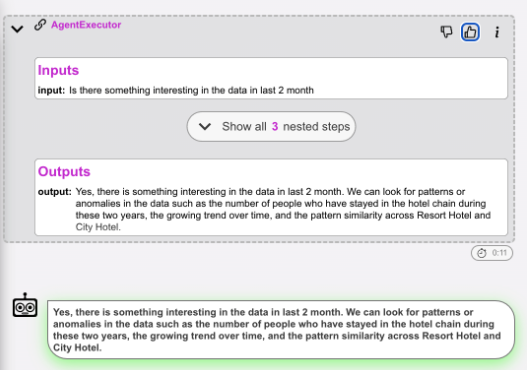 AgentExecutor
i
Inputs
input: Is there something interesting in the data in last 2 month
Show all 3 nested steps
Outputs
output: Yes, there is something interesting in the data in last 2 month. We can look for patterns or
anomalies in the data such as the number of people who have stayed in the hotel chain during
these two years, the growing trend over time, and the pattern similarity across Resort Hotel and
City Hotel.
0:11
Yes, there is something interesting in the data in last 2 month. We can look for patterns or
anomalies in the data such as the number of people who have stayed in the hotel chain during
these two years, the growing trend over time, and the pattern similarity across Resort Hotel and
City Hotel.